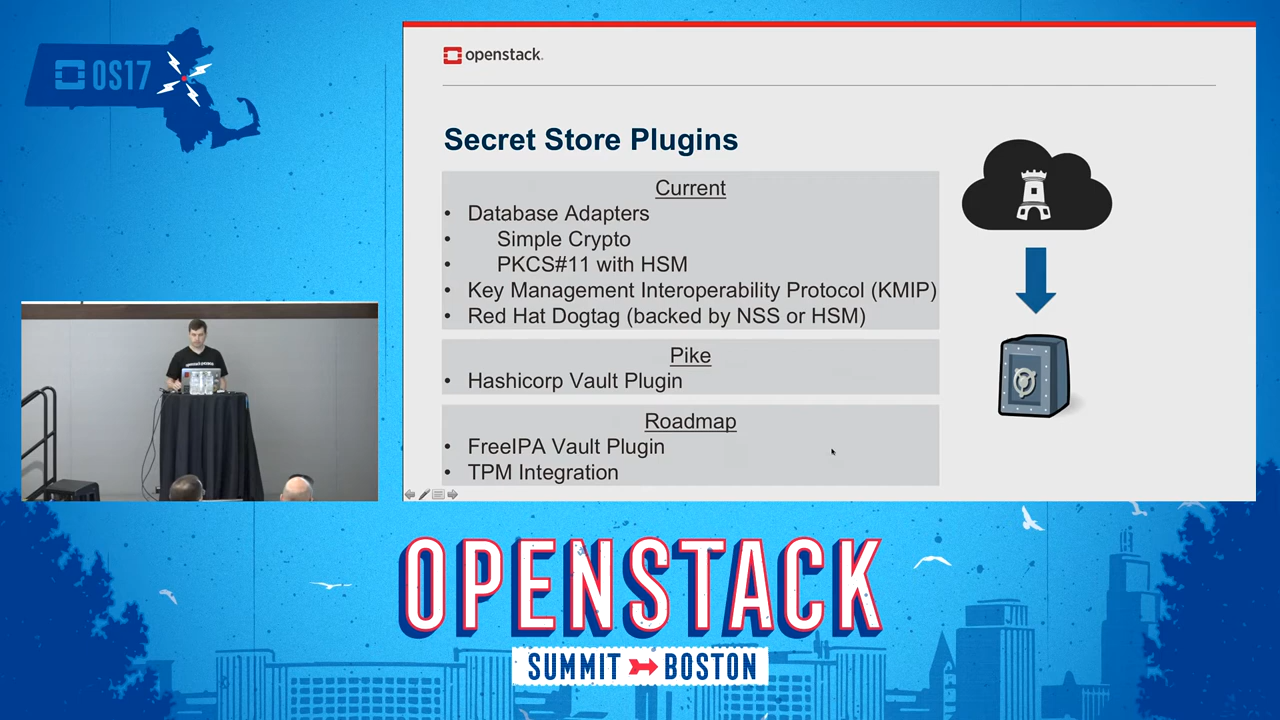 OS17
openstack.
Secret Store Plugins
Current
• Database Adapters
• Simple Crypto
• PKCS#11 with HSM
• Key Management Interoperability Protocol (KMIP)
• Red Hat Dogtag (backed by NSS or HSM)
Pike
• Hashicorp Vault Plugin
Roadmap
• FreeIPA Vault Plugin
• TPM Integration
OPENSTACK
SUMMIT BOSTON